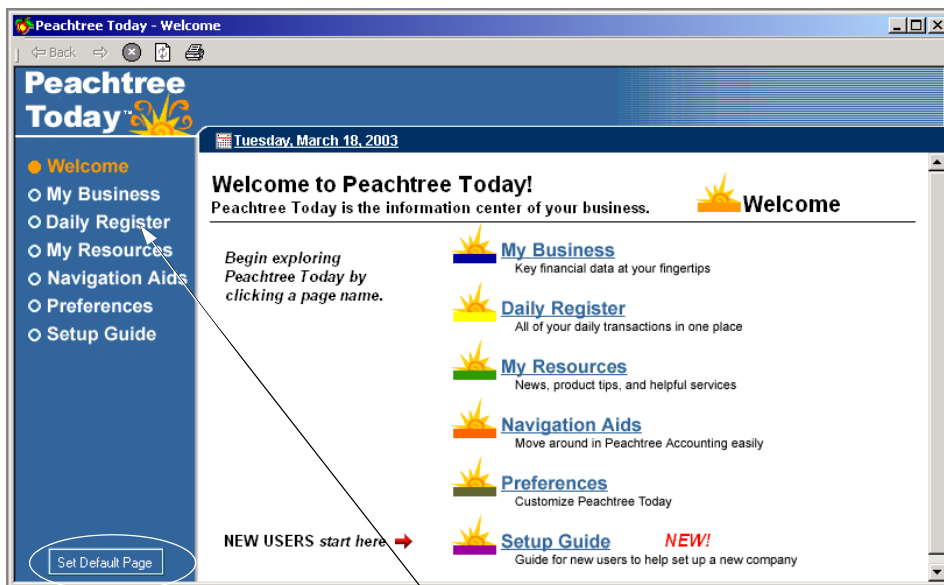 Peachtree Today - Welcome
Back
Peachtree
Today™
Tuesday, March 18, 2003
Welcome
My Business
Daily Register
My Resources
Navigation Aids
Preferences
Setup Guide
Set Default Page
Welcome to Peachtree Today!
Peachtree Today is the information center of your business.
Welcome
Begin exploring
Peachtree Today by
clicking a page name.
My Business
Key financial data at your fingertips
Daily Register
All of your daily transactions in one place
My Resources
News, product tips, and helpful services
Navigation Aids
Move around in Peachtree Accounting easily
Preferences
Customize Peachtree Today
NEW USERS start here
Setup Guide NEW!
Guide for new users to help set up a new company